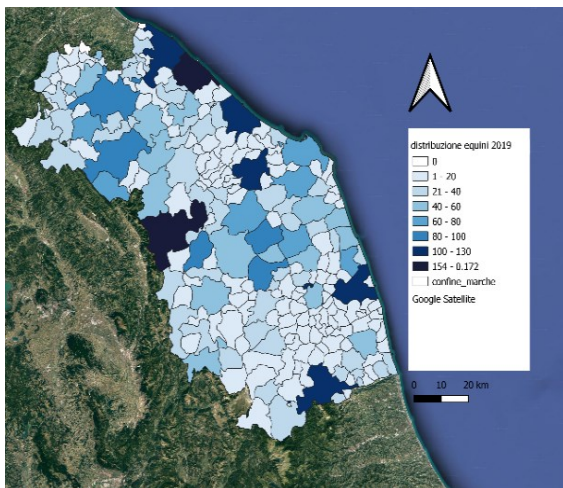 distribuzione equini 2019
0
1 - 20
21 - 40
40 - 60
60 - 80
80 - 100
100 - 130
154 - 0.172
confine_marche
Google Satellite
0 10 20 km